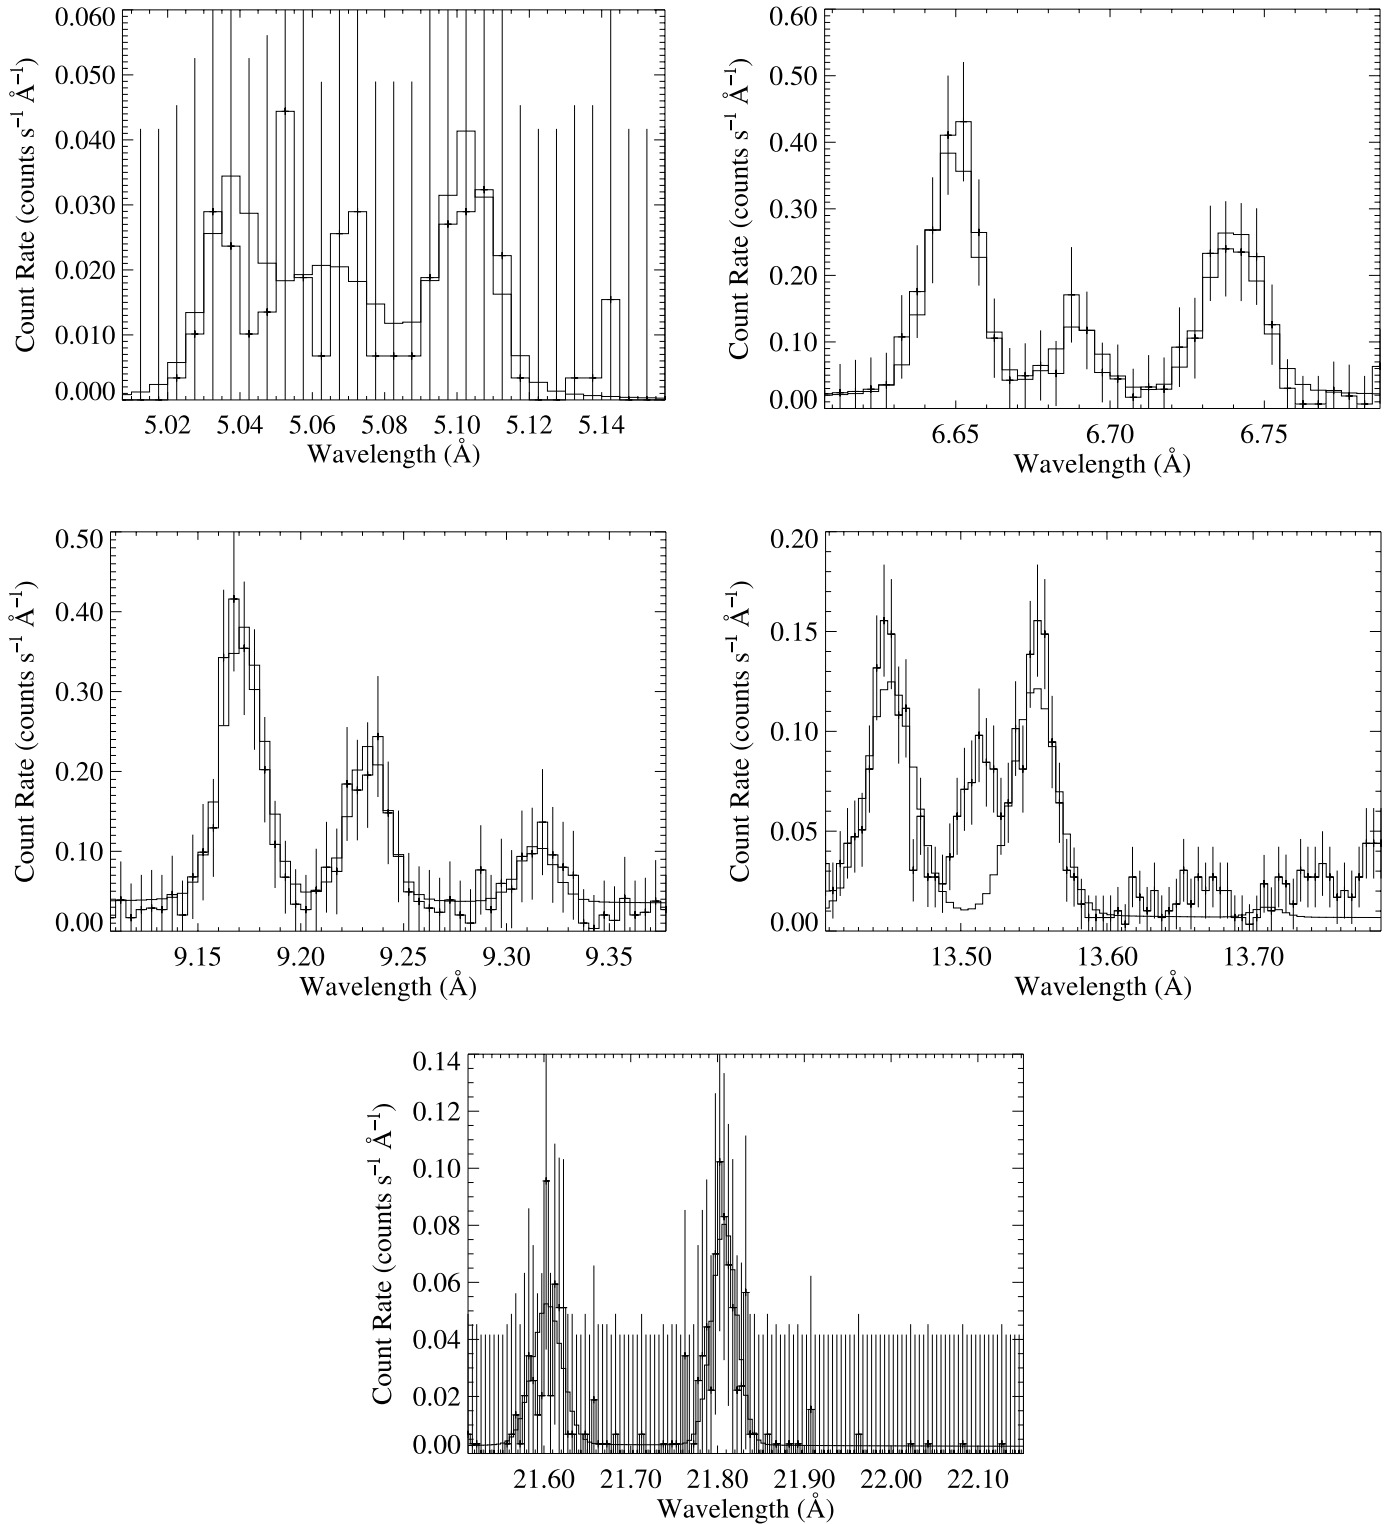 0.060
0.050
0.040
0.030
0.020
0.010
0.000
Count Rate (counts s⁻¹ Å⁻¹)
5.02 5.04 5.06 5.08 5.10 5.12 5.14
Wavelength (Å)
0.60
0.50
0.40
0.30
0.20
0.10
0.00
Count Rate (counts s⁻¹ Å⁻¹)
6.65 6.70 6.75
Wavelength (Å)
0.50
0.40
0.30
0.20
0.10
0.00
Count Rate (counts s⁻¹ Å⁻¹)
9.15 9.20 9.25 9.30 9.35
Wavelength (Å)
0.20
0.15
0.10
0.05
0.00
Count Rate (counts s⁻¹ Å⁻¹)
13.50 13.60 13.70
Wavelength (Å)
0.14
0.12
0.10
0.08
0.06
0.04
0.02
0.00
Count Rate (counts s⁻¹ Å⁻¹)
21.60 21.70 21.80 21.90 22.00 22.10
Wavelength (Å)